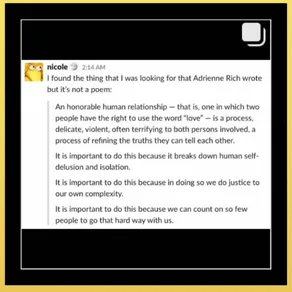 nicole 2:14 AM
I found the thing that I was looking for that Adrienne Rich wrote
but it's not a poem:
An honorable human relationship — that is, one in which two
people have the right to use the word "love" — is a process,
delicate, violent, often terrifying to both persons involved, a
process of refining the truths they can tell each other.
It is important to do this because it breaks down human self-
delusion and isolation.
It is important to do this because in doing so we do justice to
our own complexity.
It is important to do this because we can count on so few
people to go that hard way with us.